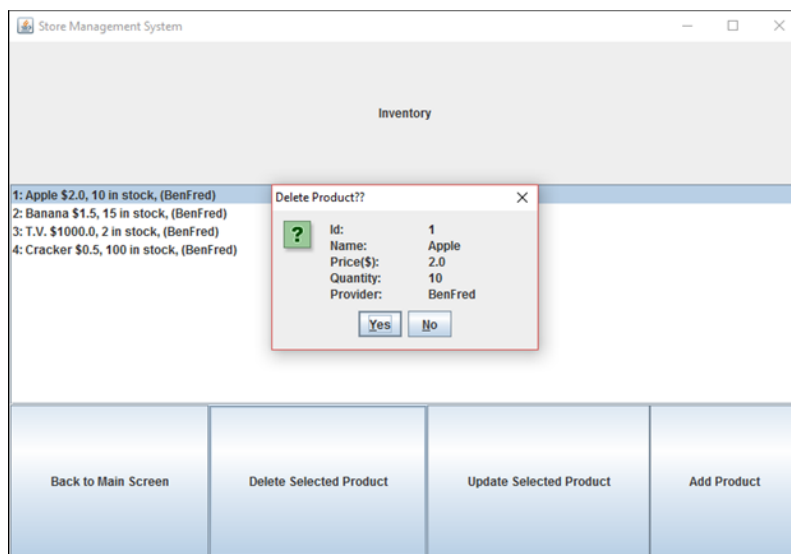 Store Management System
Inventory
1: Apple $2.0, 10 in stock, (BenFred)
2: Banana $1.5, 15 in stock, (BenFred)
3: T.V. $1000.0, 2 in stock, (BenFred)
4: Cracker $0.5, 100 in stock, (BenFred)
Delete Product??
?
Id: 1
Name: Apple
Price($): 2.0
Quantity: 10
Provider: BenFred
Yes No
Back to Main Screen Delete Selected Product Update Selected Product Add Product